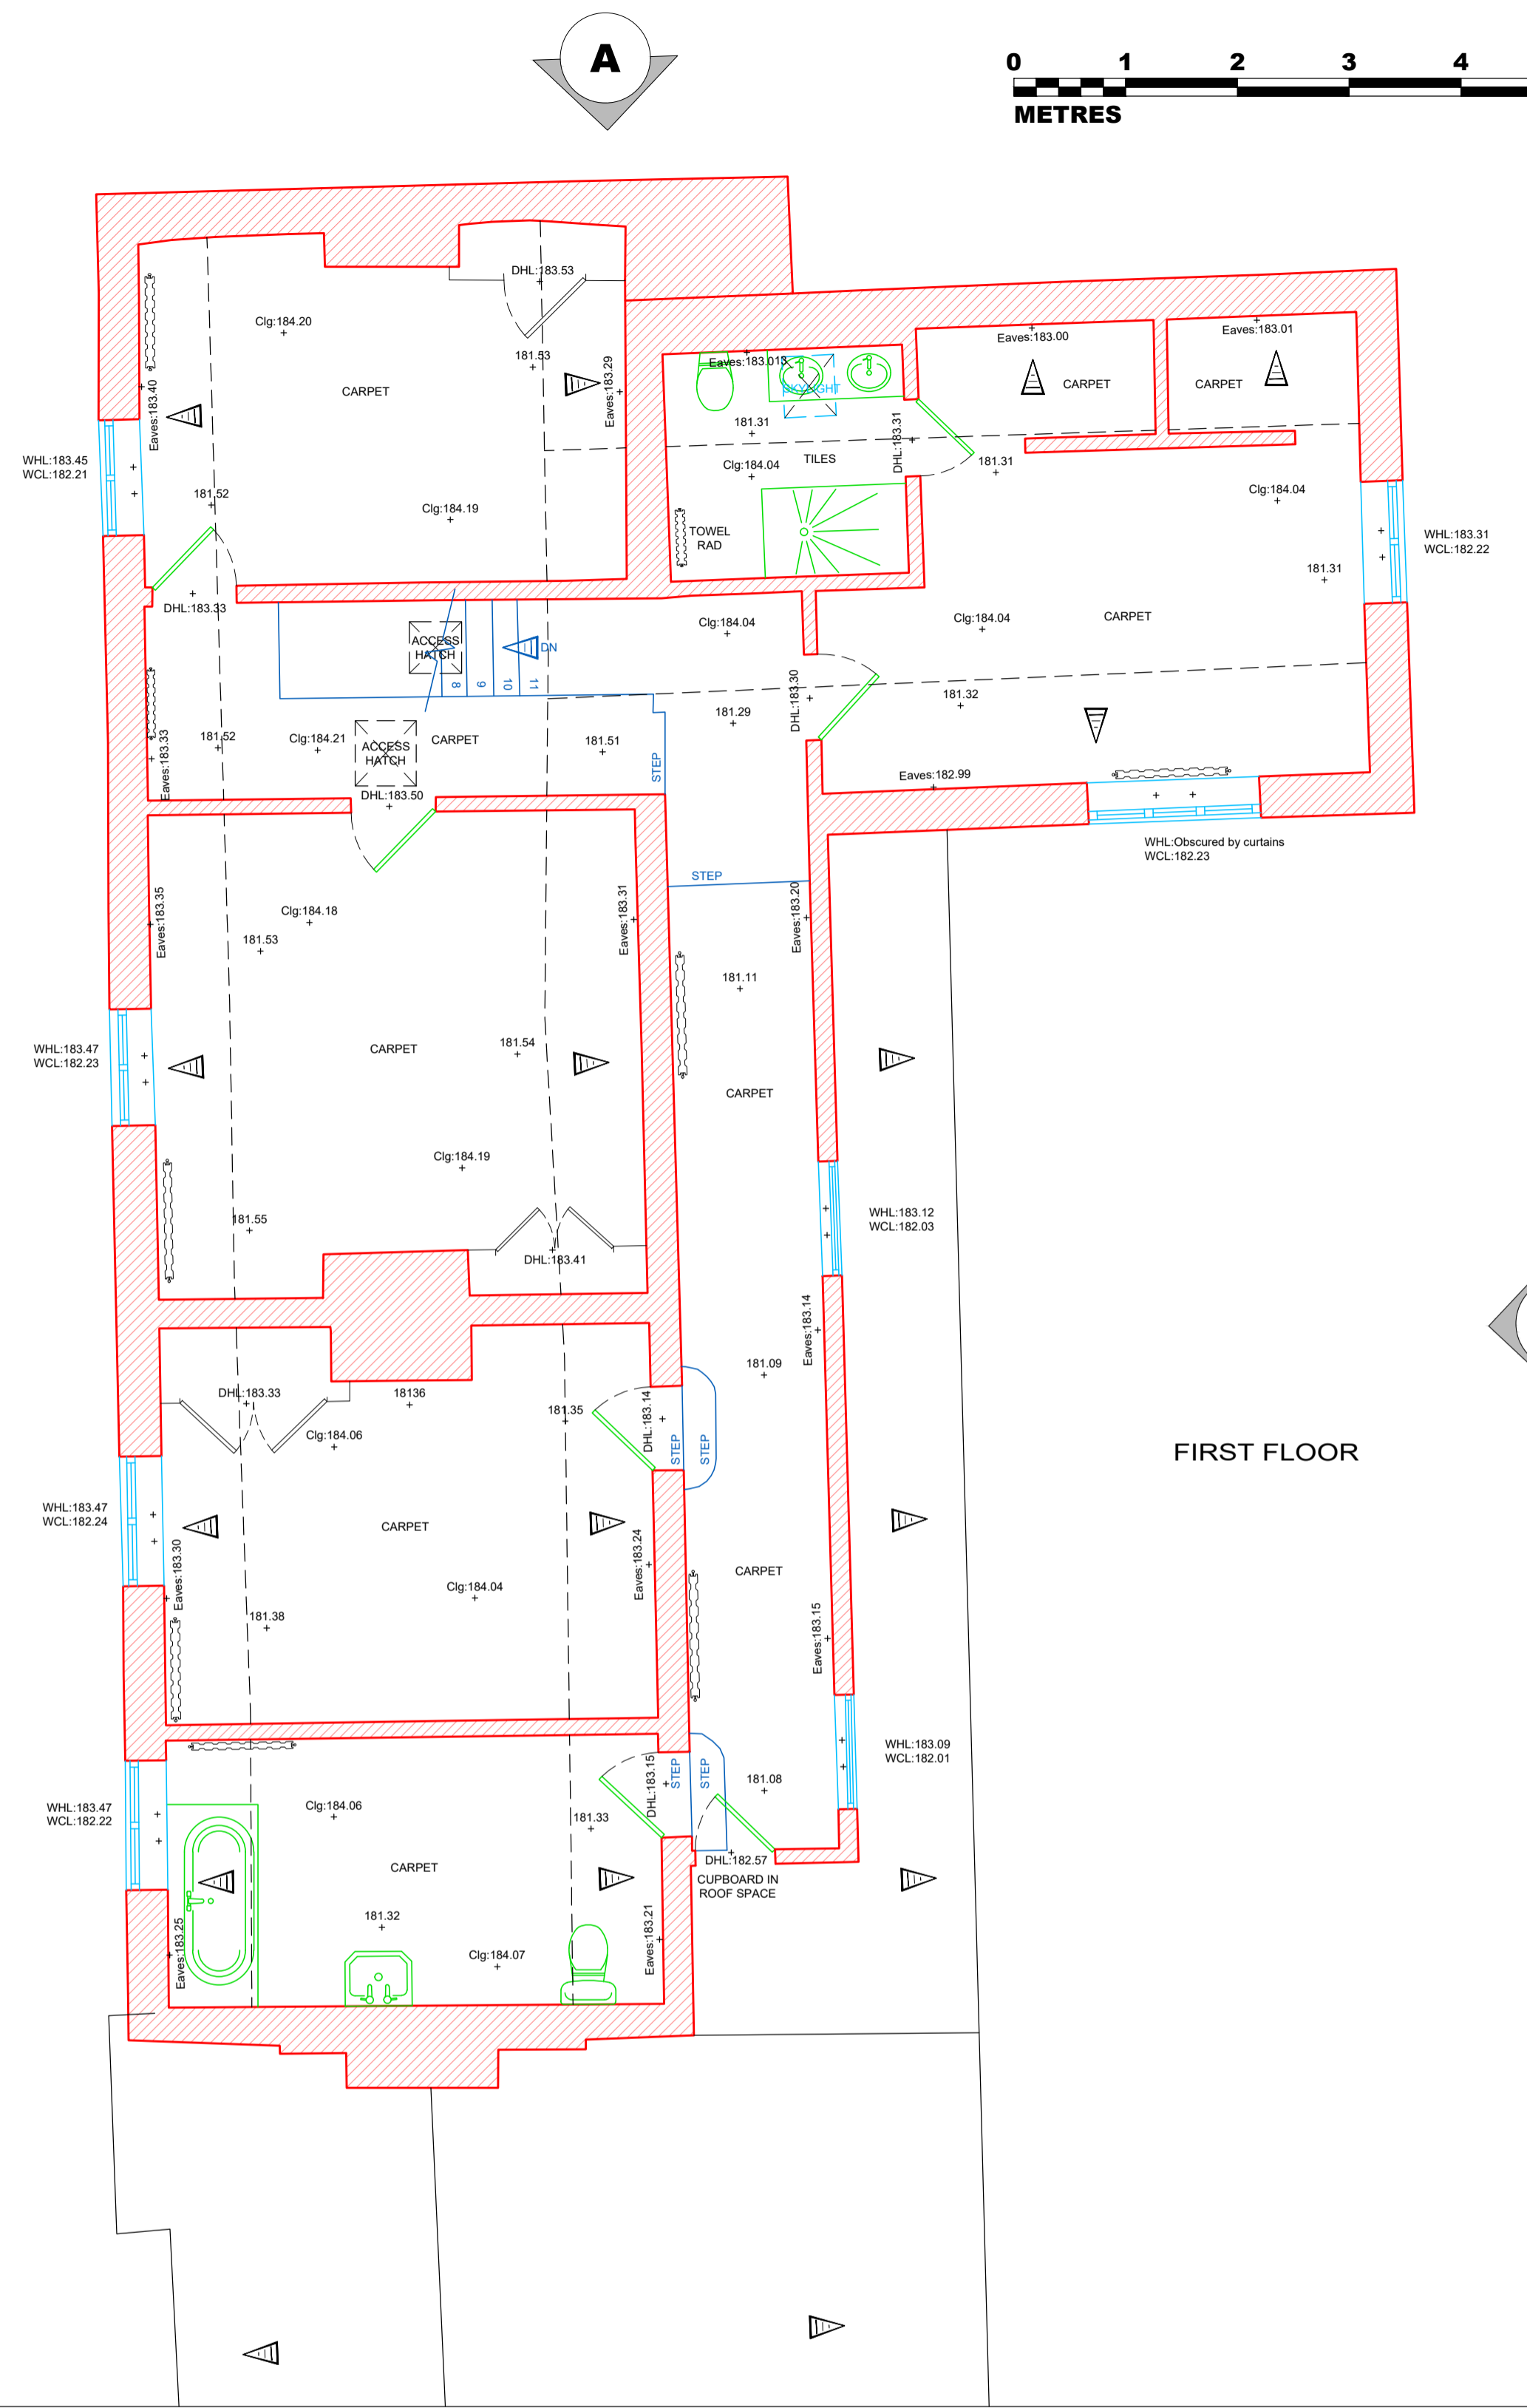 A
0 1 2 3 4
METRES
DHL:183.53
Clg:184.20
181.53
CARPET
Eaves:183.40
Eaves:183.29
WHL:183.45
WCL:182.21
181.52
Clg:184.19
DHL:183.33
Eaves:183.013
SKYLIGHT
181.31
Clg:184.04
TILES
DHL:183.31
TOWEL
RAD
Eaves:183.00
CARPET
Eaves:183.01
CARPET
181.31
Clg:184.04
WHL:183.31
WCL:182.22
181.31
CARPET
Clg:184.04
Clg:184.04
ACCESS
HATCH
DN
8
9
10
11
DHL:183.30
181.32
181.29
Eaves:183.33
181.52
Clg:184.21
ACCESS
HATCH
CARPET
181.51
STEP
DHL:183.50
Eaves:182.99
WHL:Obscured by curtains
WCL:182.23
STEP
Eaves:183.35
Clg:184.18
181.53
Eaves:183.31
Eaves:183.20
181.11
WHL:183.47
WCL:182.23
CARPET
181.54
CARPET
Clg:184.19
181.55
DHL:183.41
WHL:183.12
WCL:182.03
Eaves:183.14
181.09
DHL:183.33
18136
181.35
Clg:184.06
DHL:183.14
STEP
STEP
FIRST FLOOR
WHL:183.47
WCL:182.24
CARPET
Eaves:183.30
Eaves:183.24
Clg:184.04
181.38
CARPET
Eaves:183.15
WHL:183.09
WCL:182.01
WHL:183.47
WCL:182.22
Clg:184.06
181.33
DHL:183.15
STEP
STEP
181.08
DHL:182.57
CUPBOARD IN
ROOF SPACE
CARPET
181.32
Eaves:183.25
Clg:184.07
Eaves:183.21